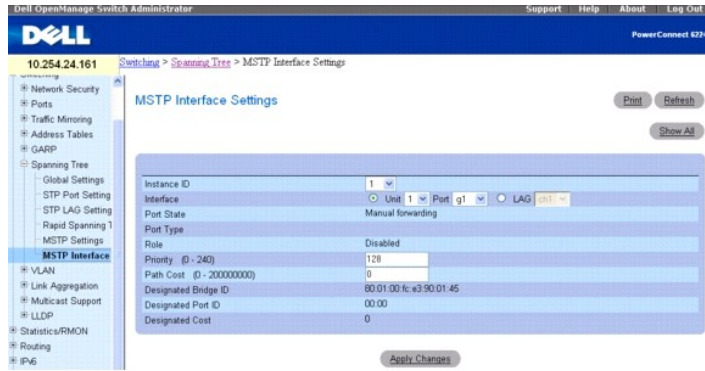 Dell OpenManage Switch Administrator
Support Help About Log Out
DELL
PowerConnect 6224
10.254.24.161
Switching > Spanning Tree > MSTP Interface Settings
Switching
Network Security
Ports
Traffic Mirroring
Address Tables
GARP
Spanning Tree
Global Settings
STP Port Setting
STP LAG Setting
Rapid Spanning T
MSTP Settings
MSTP Interface
VLAN
Link Aggregation
Multicast Support
LLDP
Statistics/RMON
Routing
IPv6
MSTP Interface Settings
Print Refresh
Show All
Instance ID 1
Interface Unit 1 Port g1 LAG ch1
Port State Manual forwarding
Port Type
Role Disabled
Priority (0 - 240) 128
Path Cost (0 - 200000000) 0
Designated Bridge ID 80:01:00:fc:e3:90:01:45
Designated Port ID 00:00
Designated Cost 0
Apply Changes